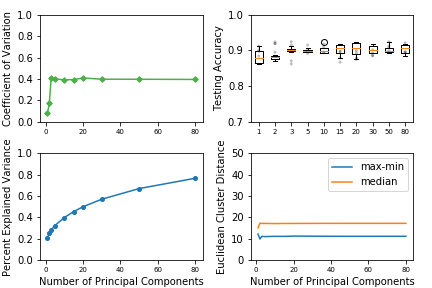 Coefficient of Variation
1.0
0.8
0.6
0.4
0.2
0.0
0 20 40 60 80
Testing Accuracy
1.0
0.9
0.8
0.7
1 2 3 5 10 15 20 30 50 80
Percent Explained Variance
1.0
0.8
0.6
0.4
0.2
0.0
0 20 40 60 80
Number of Principal Components
Euclidean Cluster Distance
50
40
30
20
10
0
max-min
median
0 20 40 60 80
Number of Principal Components